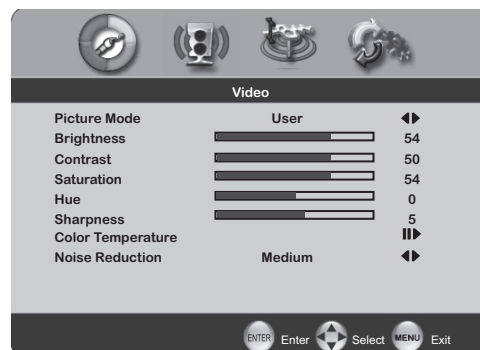 Video
Picture Mode User
Brightness 54
Contrast 50
Saturation 54
Hue 0
Sharpness 5
Color Temperature
Noise Reduction Medium
ENTER Enter Select MENU Exit